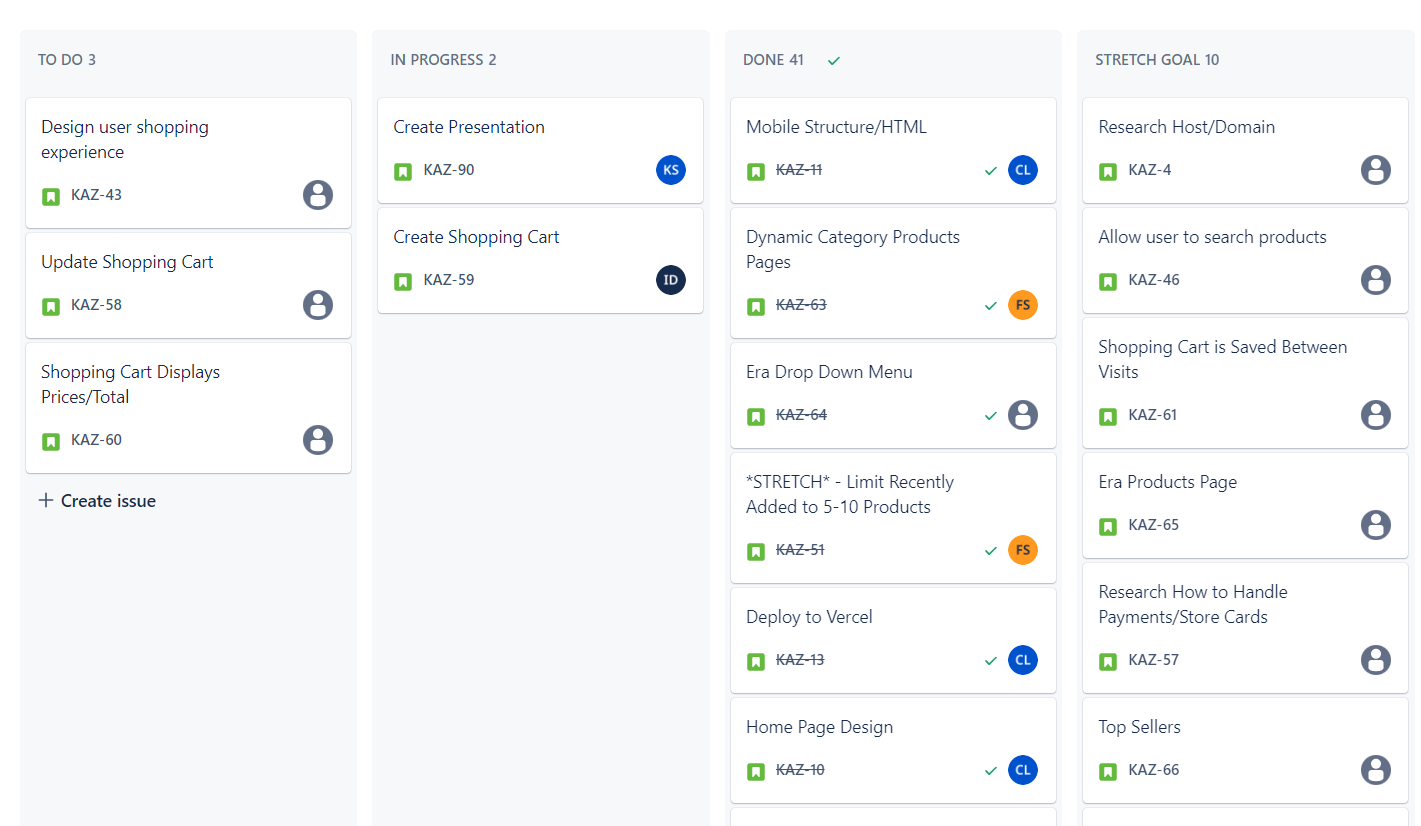 TO DO 3
Design user shopping
experience
KAZ-43
Update Shopping Cart
KAZ-58
Shopping Cart Displays
Prices/Total
KAZ-60
+ Create issue
IN PROGRESS 2
Create Presentation
KAZ-90
KS
Create Shopping Cart
KAZ-59
ID
DONE 41
Mobile Structure/HTML
KAZ-11
CL
Dynamic Category Products
Pages
KAZ-63
FS
Era Drop Down Menu
KAZ-64
*STRETCH* - Limit Recently
Added to 5-10 Products
KAZ-51
FS
Deploy to Vercel
KAZ-13
CL
Home Page Design
KAZ-10
CL
STRETCH GOAL 10
Research Host/Domain
KAZ-4
Allow user to search products
KAZ-46
Shopping Cart is Saved Between
Visits
KAZ-61
Era Products Page
KAZ-65
Research How to Handle
Payments/Store Cards
KAZ-57
Top Sellers
KAZ-66